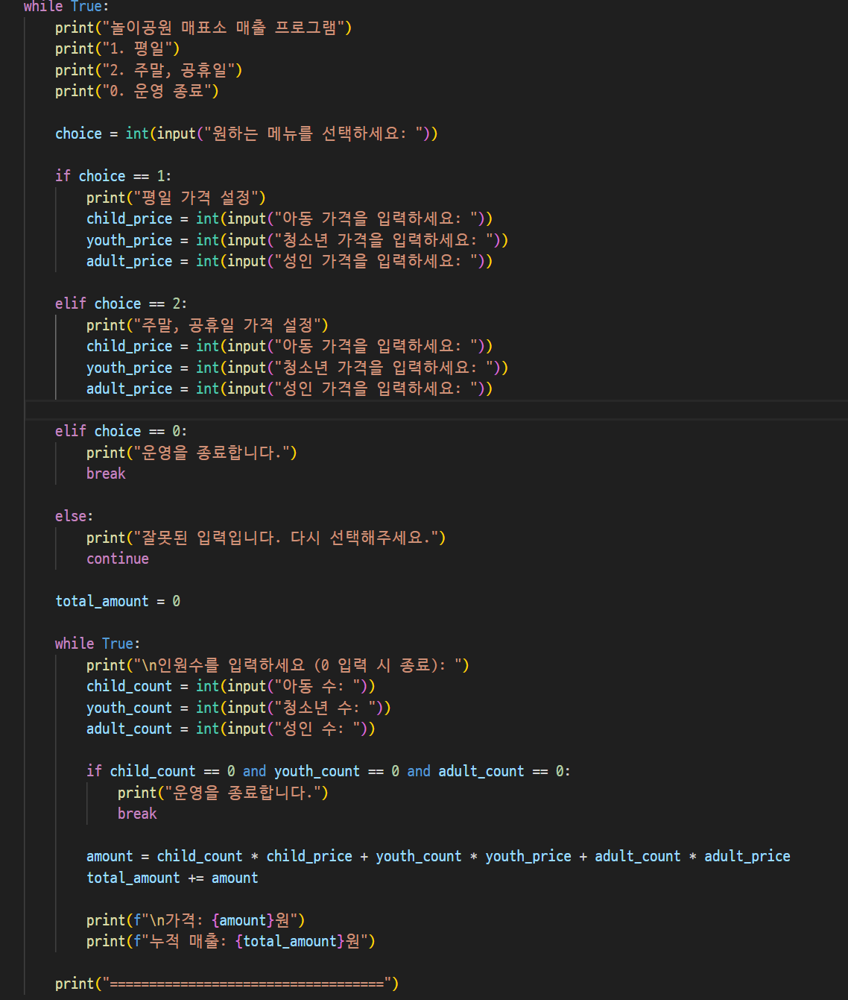 while True:
    print("놀이공원 매표소 매출 프로그램")
    print("1. 평일")
    print("2. 주말, 공휴일")
    print("0. 운영 종료")

    choice = int(input("원하는 메뉴를 선택하세요: "))

    if choice == 1:
        print("평일 가격 설정")
        child_price = int(input("아동 가격을 입력하세요: "))
        youth_price = int(input("청소년 가격을 입력하세요: "))
        adult_price = int(input("성인 가격을 입력하세요: "))

    elif choice == 2:
        print("주말, 공휴일 가격 설정")
        child_price = int(input("아동 가격을 입력하세요: "))
        youth_price = int(input("청소년 가격을 입력하세요: "))
        adult_price = int(input("성인 가격을 입력하세요: "))

    elif choice == 0:
        print("운영을 종료합니다.")
        break

    else:
        print("잘못된 입력입니다. 다시 선택해주세요.")
        continue

    total_amount = 0

    while True:
        print("\n인원수를 입력하세요 (0 입력 시 종료): ")
        child_count = int(input("아동 수: "))
        youth_count = int(input("청소년 수: "))
        adult_count = int(input("성인 수: "))

        if child_count == 0 and youth_count == 0 and adult_count == 0:
            print("운영을 종료합니다.")
            break

        amount = child_count * child_price + youth_count * youth_price + adult_count * adult_price
        total_amount += amount

        print(f"\n가격: {amount}원")
        print(f"누적 매출: {total_amount}원")

    print("===================================")